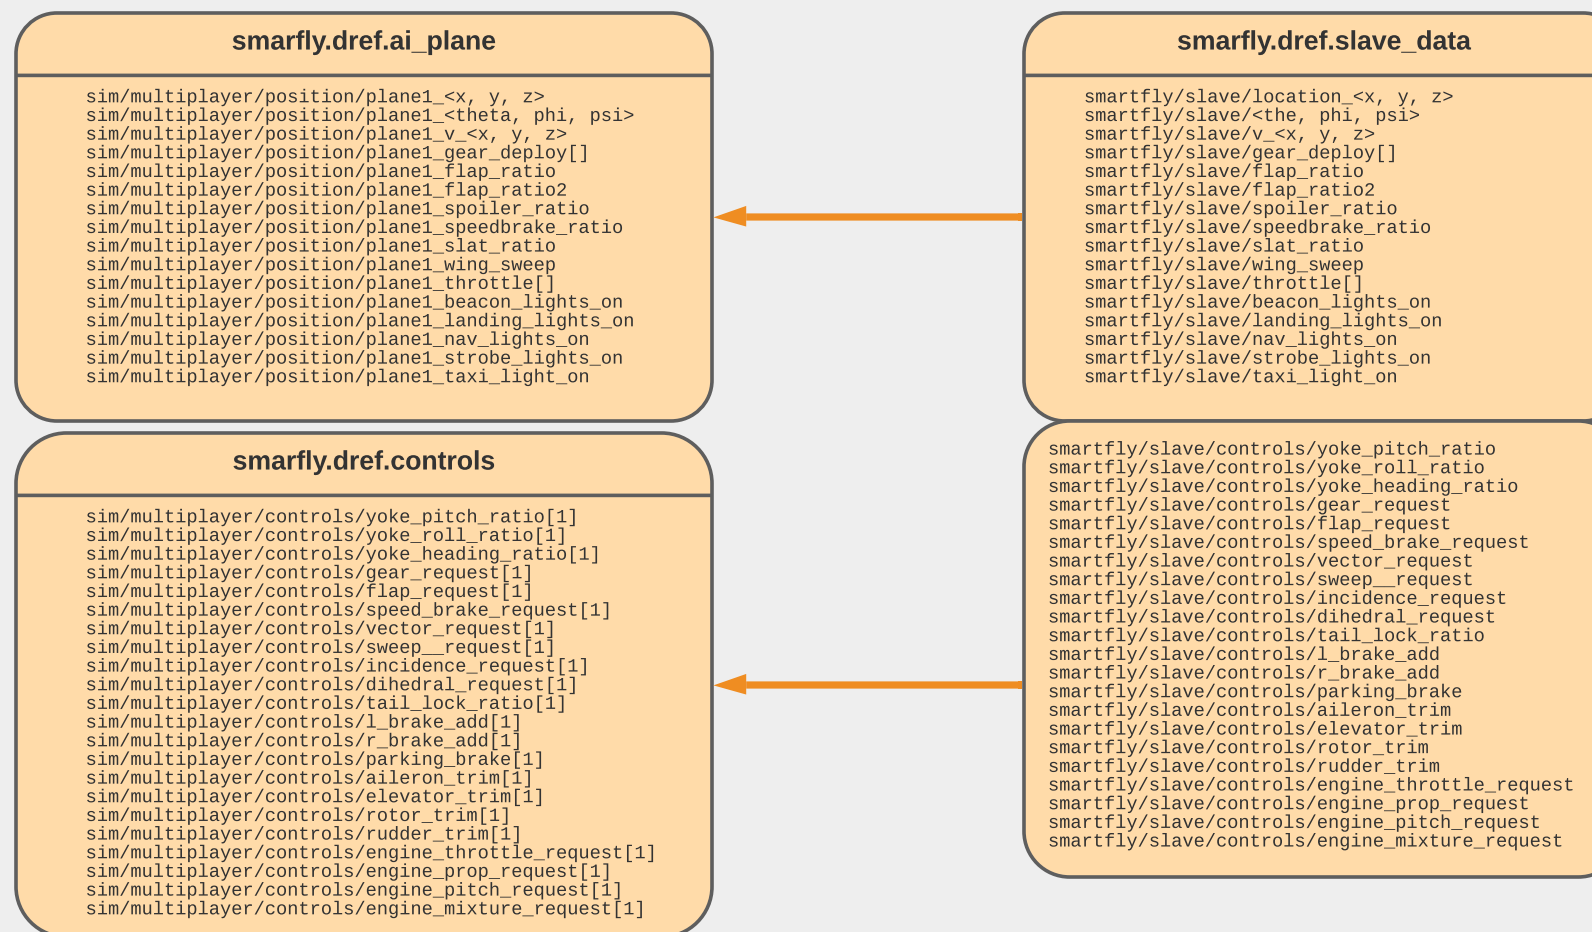 smarfly.dref.ai_plane
sim/multiplayer/position/plane1_<x, y, z>
sim/multiplayer/position/plane1_<theta, phi, psi>
sim/multiplayer/position/plane1_v_<x, y, z>
sim/multiplayer/position/plane1_gear_deploy[]
sim/multiplayer/position/plane1_flap_ratio
sim/multiplayer/position/plane1_flap_ratio2
sim/multiplayer/position/plane1_spoiler_ratio
sim/multiplayer/position/plane1_speedbrake_ratio
sim/multiplayer/position/plane1_slat_ratio
sim/multiplayer/position/plane1_wing_sweep
sim/multiplayer/position/plane1_throttle[]
sim/multiplayer/position/plane1_beacon_lights_on
sim/multiplayer/position/plane1_landing_lights_on
sim/multiplayer/position/plane1_nav_lights_on
sim/multiplayer/position/plane1_strobe_lights_on
sim/multiplayer/position/plane1_taxi_light_on
smarfly.dref.slave_data
smartfly/slave/location_<x, y, z>
smartfly/slave/<the, phi, psi>
smartfly/slave/v_<x, y, z>
smartfly/slave/gear_deploy[]
smartfly/slave/flap_ratio
smartfly/slave/flap_ratio2
smartfly/slave/spoiler_ratio
smartfly/slave/speedbrake_ratio
smartfly/slave/slat_ratio
smartfly/slave/wing_sweep
smartfly/slave/throttle[]
smartfly/slave/beacon_lights_on
smartfly/slave/landing_lights_on
smartfly/slave/nav_lights_on
smartfly/slave/strobe_lights_on
smartfly/slave/taxi_light_on
smarfly.dref.controls
sim/multiplayer/controls/yoke_pitch_ratio[1]
sim/multiplayer/controls/yoke_roll_ratio[1]
sim/multiplayer/controls/yoke_heading_ratio[1]
sim/multiplayer/controls/gear_request[1]
sim/multiplayer/controls/flap_request[1]
sim/multiplayer/controls/speed_brake_request[1]
sim/multiplayer/controls/vector_request[1]
sim/multiplayer/controls/sweep__request[1]
sim/multiplayer/controls/incidence_request[1]
sim/multiplayer/controls/dihedral_request[1]
sim/multiplayer/controls/tail_lock_ratio[1]
sim/multiplayer/controls/l_brake_add[1]
sim/multiplayer/controls/r_brake_add[1]
sim/multiplayer/controls/parking_brake[1]
sim/multiplayer/controls/aileron_trim[1]
sim/multiplayer/controls/elevator_trim[1]
sim/multiplayer/controls/rotor_trim[1]
sim/multiplayer/controls/rudder_trim[1]
sim/multiplayer/controls/engine_throttle_request[1]
sim/multiplayer/controls/engine_prop_request[1]
sim/multiplayer/controls/engine_pitch_request[1]
sim/multiplayer/controls/engine_mixture_request[1]
smartfly/slave/controls/yoke_pitch_ratio
smartfly/slave/controls/yoke_roll_ratio
smartfly/slave/controls/yoke_heading_ratio
smartfly/slave/controls/gear_request
smartfly/slave/controls/flap_request
smartfly/slave/controls/speed_brake_request
smartfly/slave/controls/vector_request
smartfly/slave/controls/sweep__request
smartfly/slave/controls/incidence_request
smartfly/slave/controls/dihedral_request
smartfly/slave/controls/tail_lock_ratio
smartfly/slave/controls/l_brake_add
smartfly/slave/controls/r_brake_add
smartfly/slave/controls/parking_brake
smartfly/slave/controls/aileron_trim
smartfly/slave/controls/elevator_trim
smartfly/slave/controls/rotor_trim
smartfly/slave/controls/rudder_trim
smartfly/slave/controls/engine_throttle_request
smartfly/slave/controls/engine_prop_request
smartfly/slave/controls/engine_pitch_request
smartfly/slave/controls/engine_mixture_request